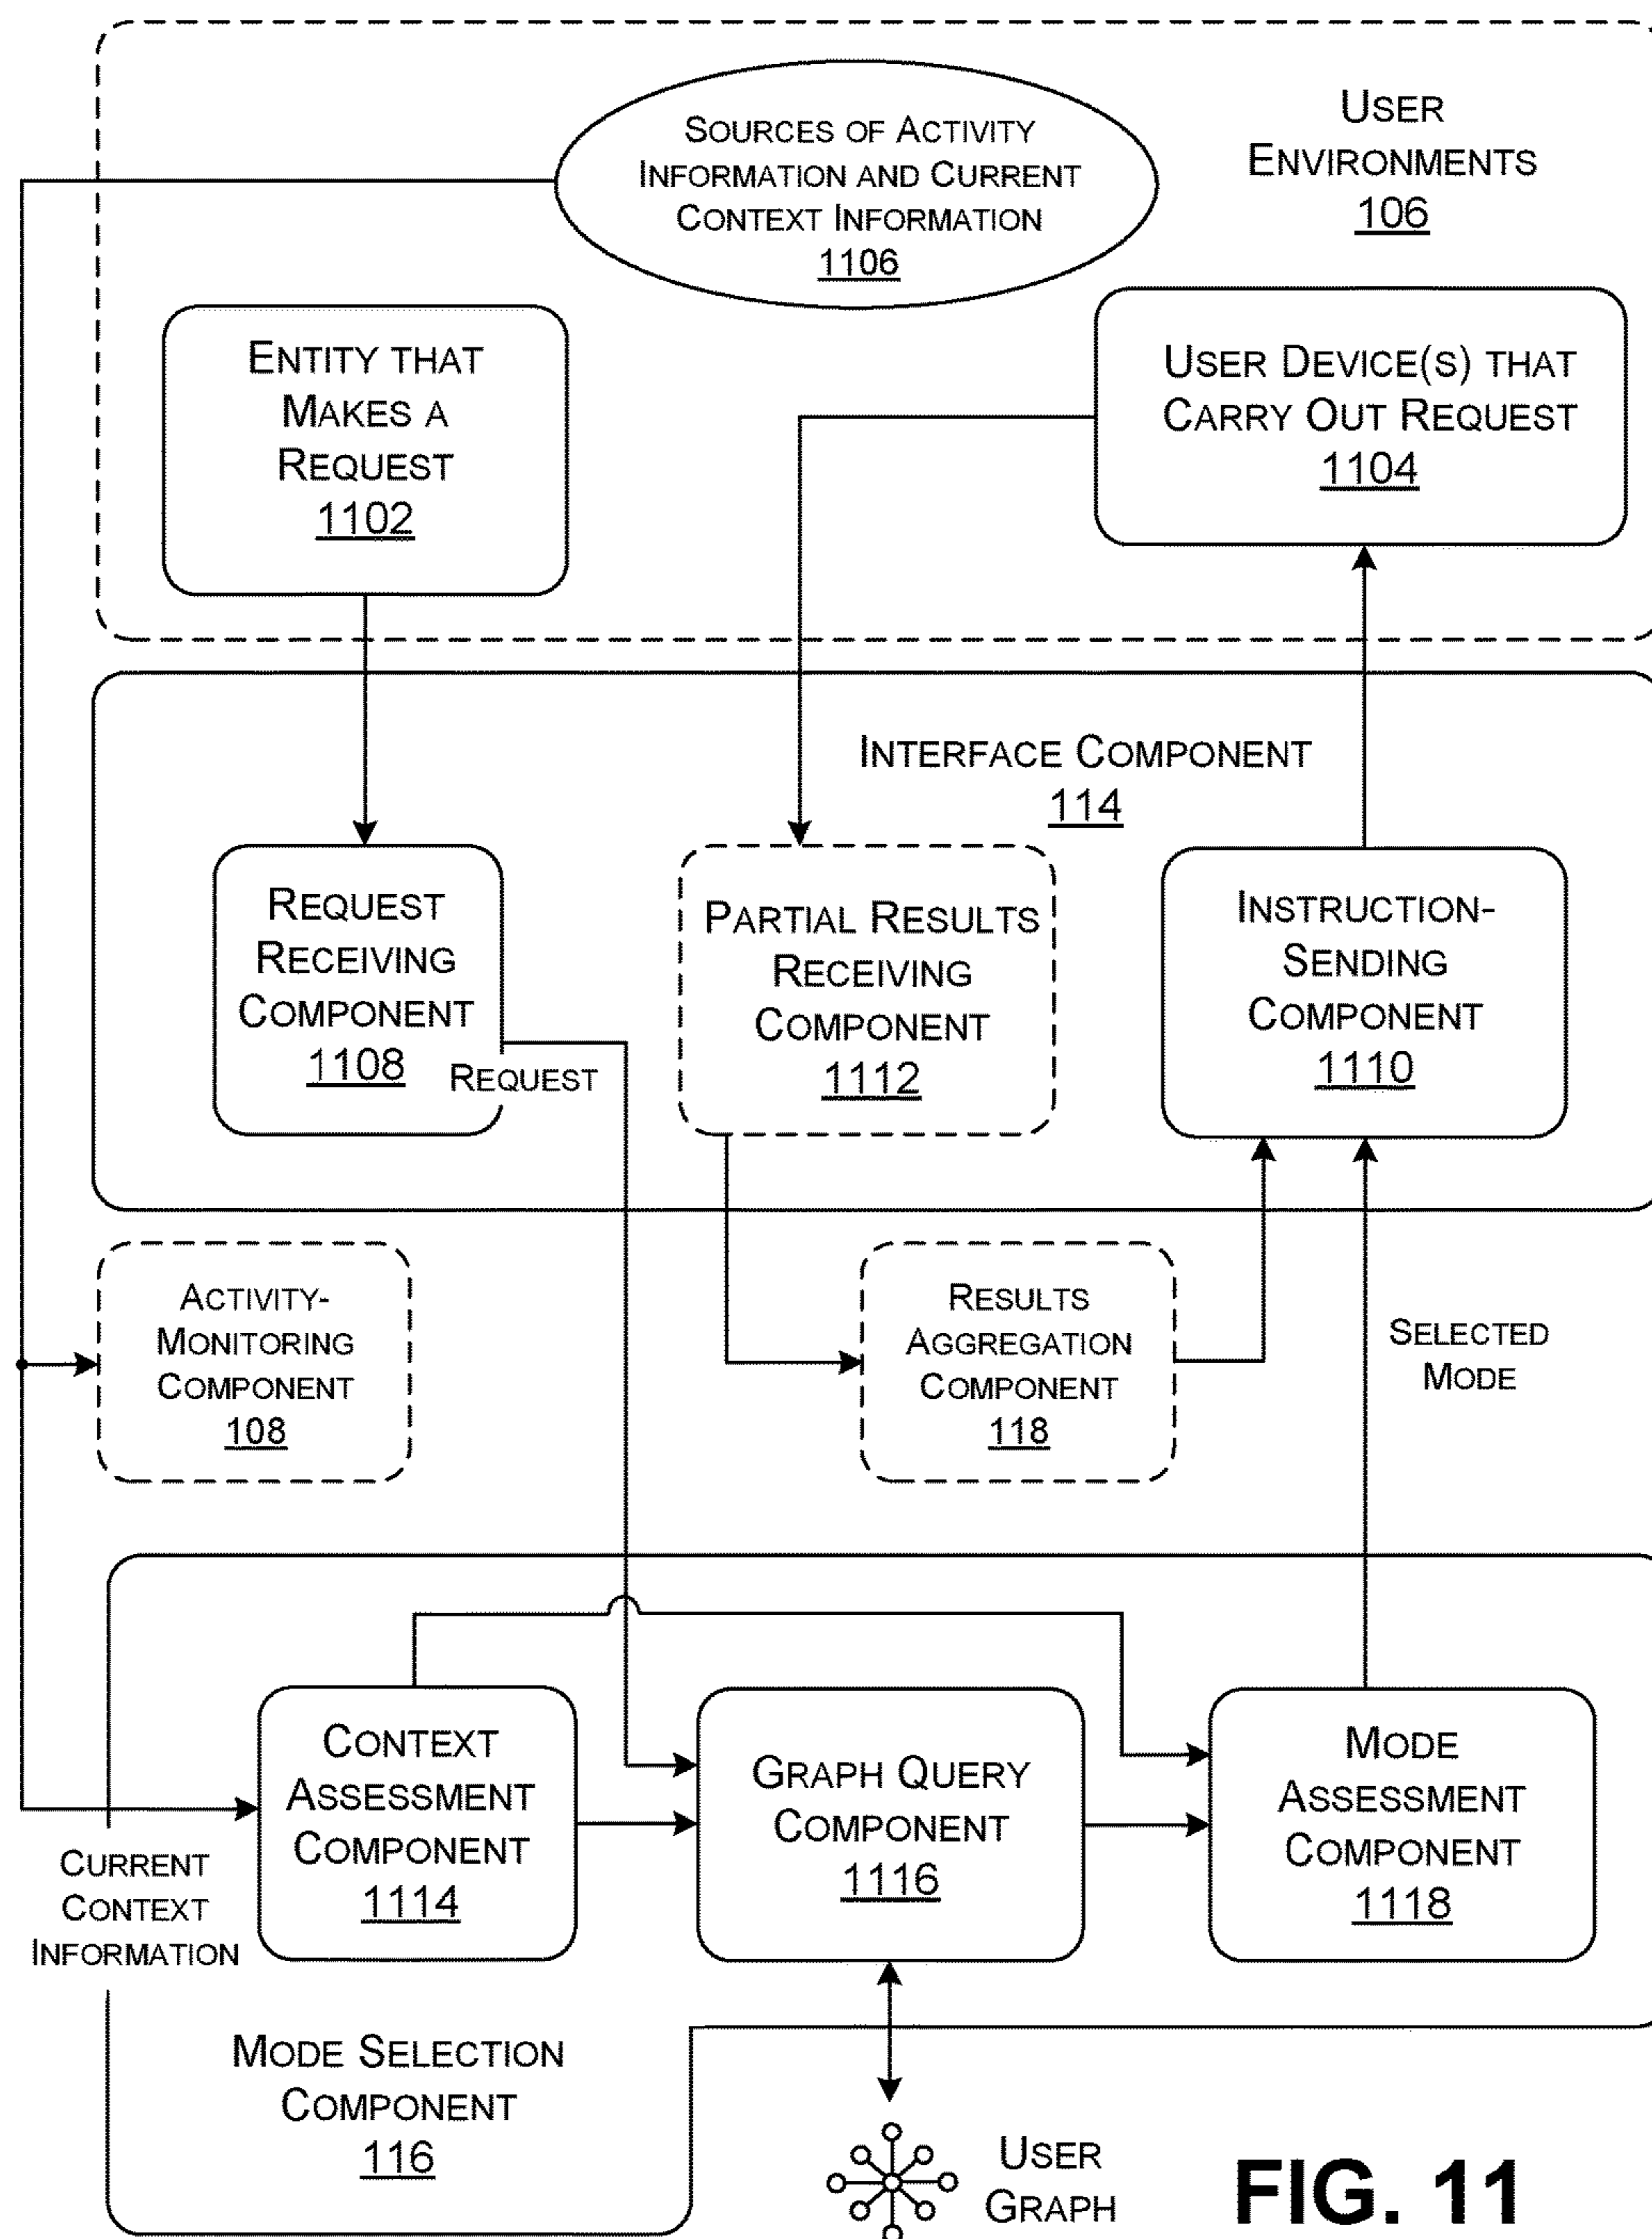 SOURCES OF ACTIVITY
INFORMATION AND CURRENT
CONTEXT INFORMATION
1106
USER
ENVIRONMENTS
106
ENTITY THAT
MAKES A
REQUEST
1102
USER DEVICE(S) THAT
CARRY OUT REQUEST
1104
INTERFACE COMPONENT
114
REQUEST
RECEIVING
COMPONENT
1108
REQUEST
PARTIAL RESULTS
RECEIVING
COMPONENT
1112
INSTRUCTION-
SENDING
COMPONENT
1110
ACTIVITY-
MONITORING
COMPONENT
108
RESULTS
AGGREGATION
COMPONENT
118
SELECTED
MODE
CONTEXT
ASSESSMENT
COMPONENT
1114
GRAPH QUERY
COMPONENT
1116
MODE
ASSESSMENT
COMPONENT
1118
CURRENT
CONTEXT
INFORMATION
MODE SELECTION
COMPONENT
116
USER
GRAPH
FIG. 11